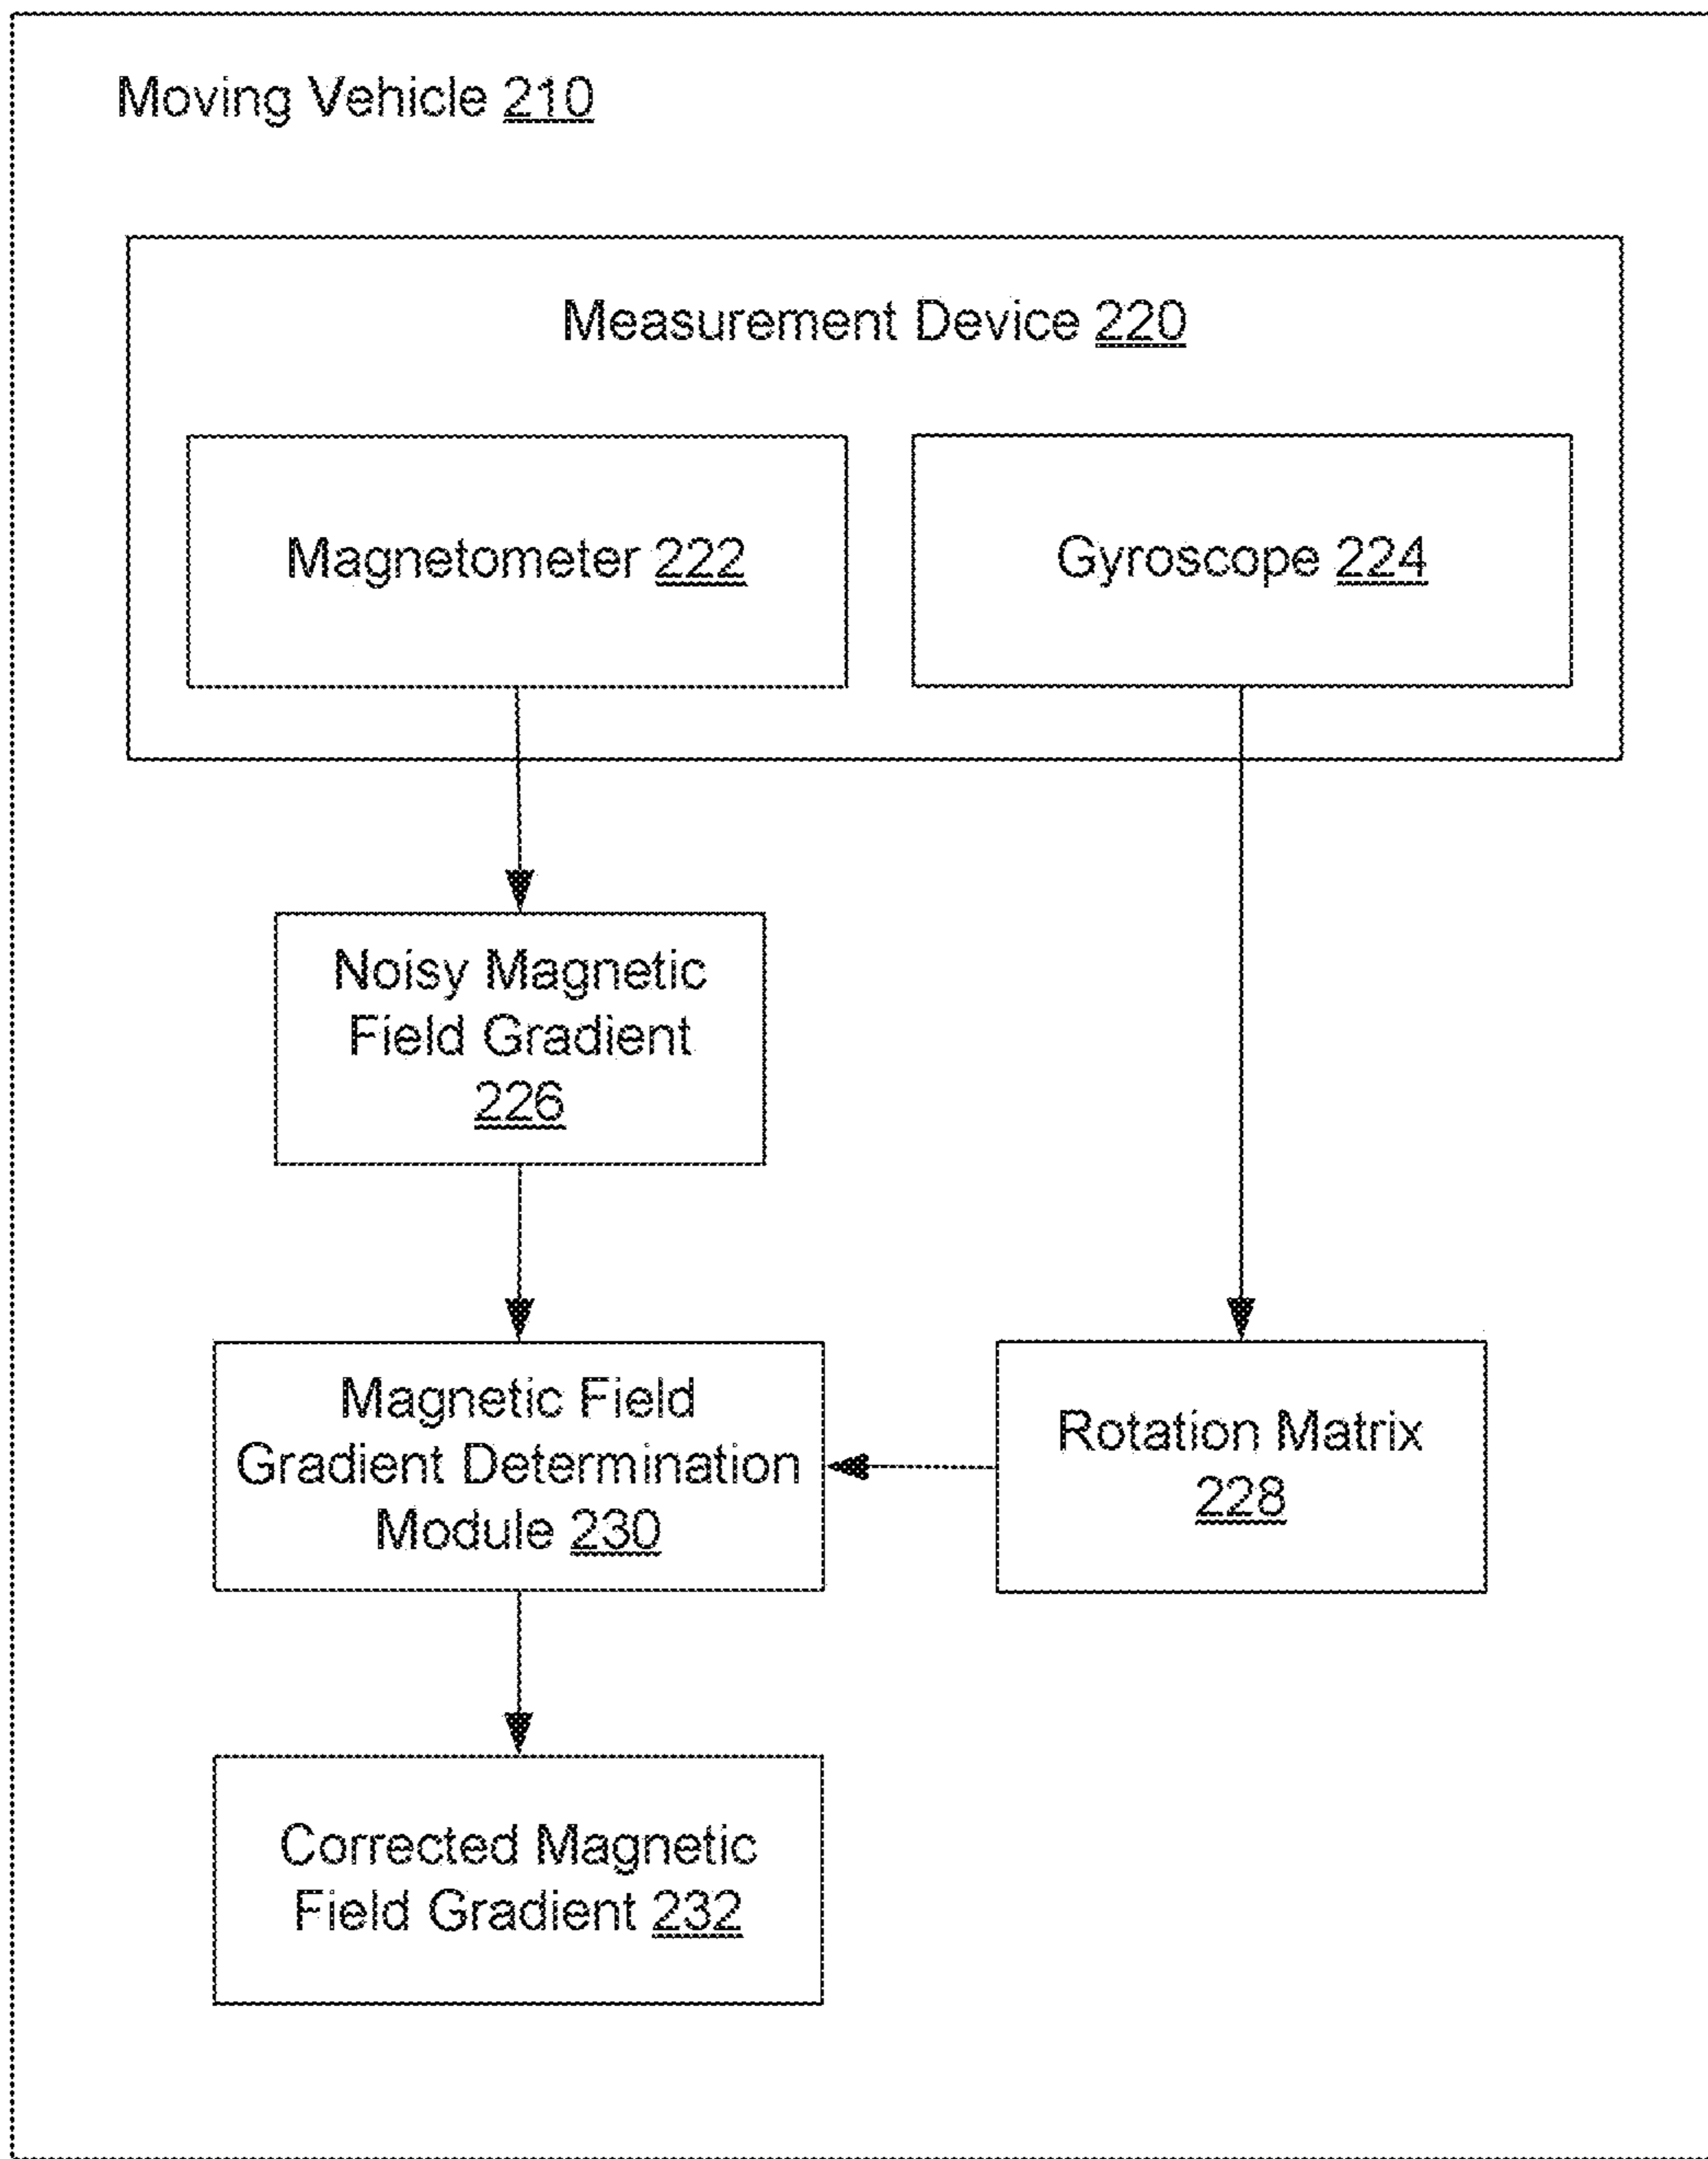 Moving Vehicle 210
Measurement Device 220
Magnetometer 222
Gyroscope 224
Noisy Magnetic
Field Gradient
226
Magnetic Field
Gradient Determination
Module 230
Rotation Matrix
228
Corrected Magnetic
Field Gradient 232